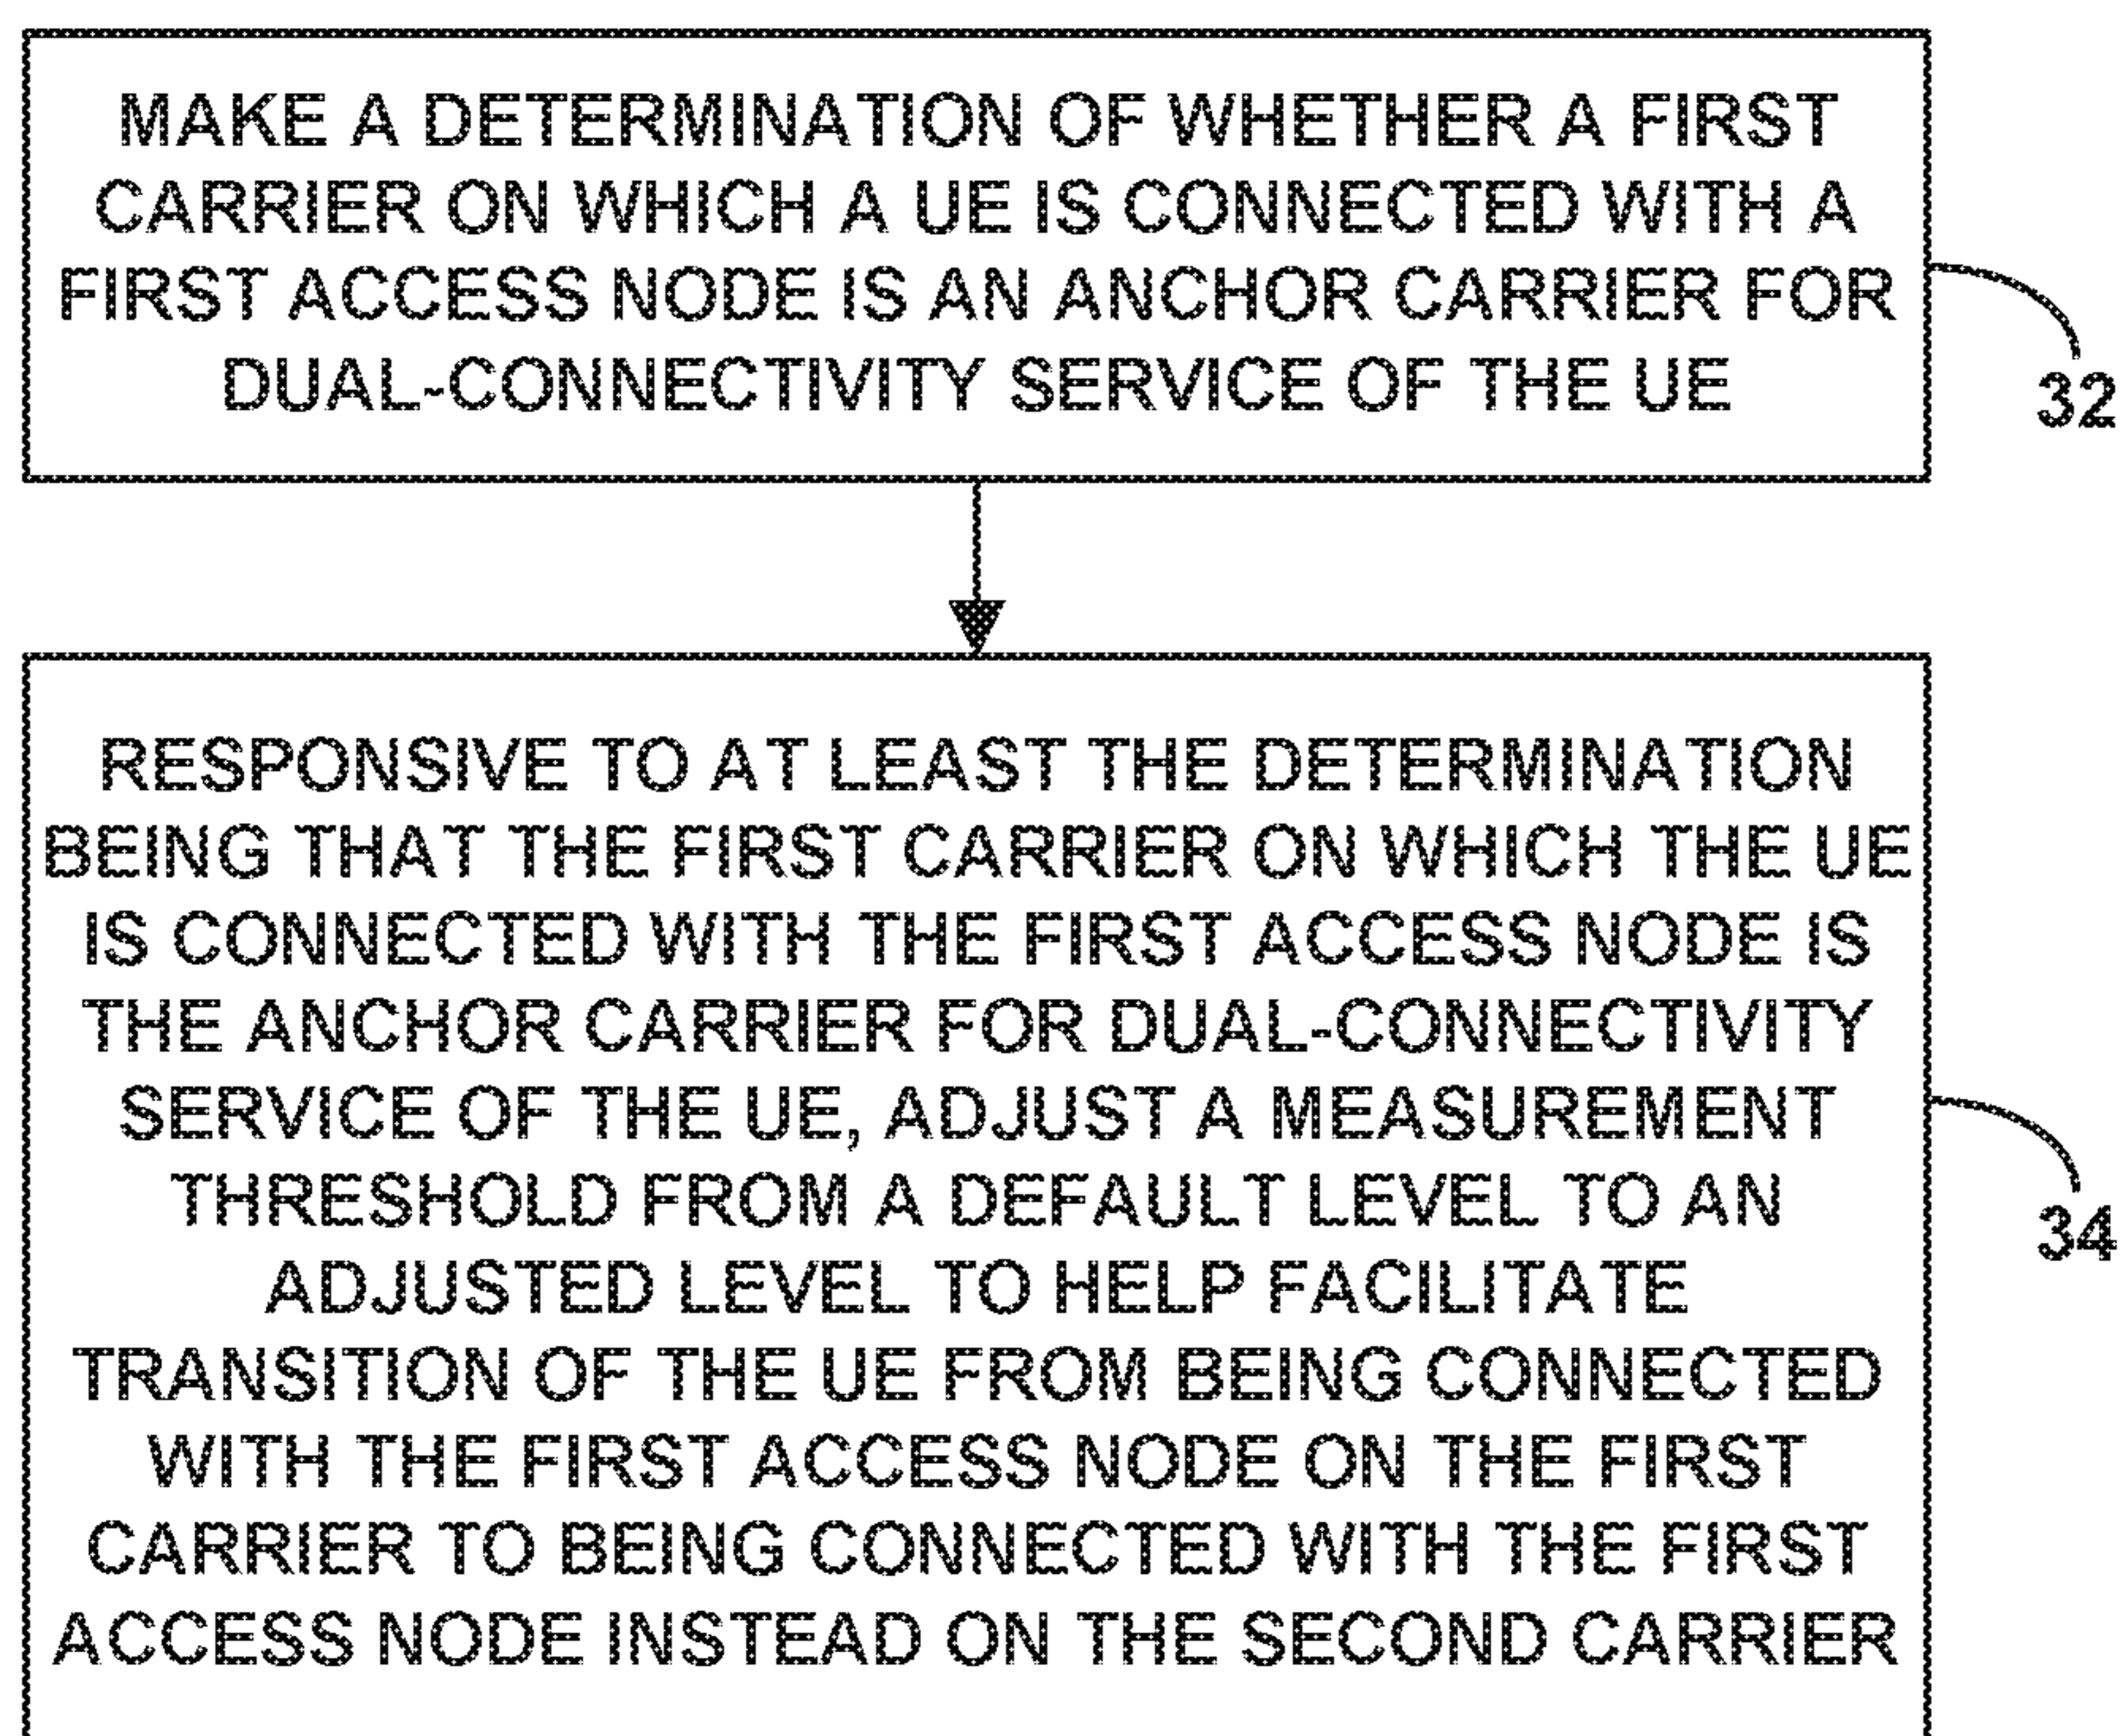 MAKE A DETERMINATION OF WHETHER A FIRST
CARRIER ON WHICH A UE IS CONNECTED WITH A
FIRST ACCESS NODE IS AN ANCHOR CARRIER FOR
DUAL-CONNECTIVITY SERVICE OF THE UE
32
RESPONSIVE TO AT LEAST THE DETERMINATION
BEING THAT THE FIRST CARRIER ON WHICH THE UE
IS CONNECTED WITH THE FIRST ACCESS NODE IS
THE ANCHOR CARRIER FOR DUAL-CONNECTIVITY
SERVICE OF THE UE, ADJUST A MEASUREMENT
THRESHOLD FROM A DEFAULT LEVEL TO AN
ADJUSTED LEVEL TO HELP FACILITATE
TRANSITION OF THE UE FROM BEING CONNECTED
WITH THE FIRST ACCESS NODE ON THE FIRST
CARRIER TO BEING CONNECTED WITH THE FIRST
ACCESS NODE INSTEAD ON THE SECOND CARRIER
34